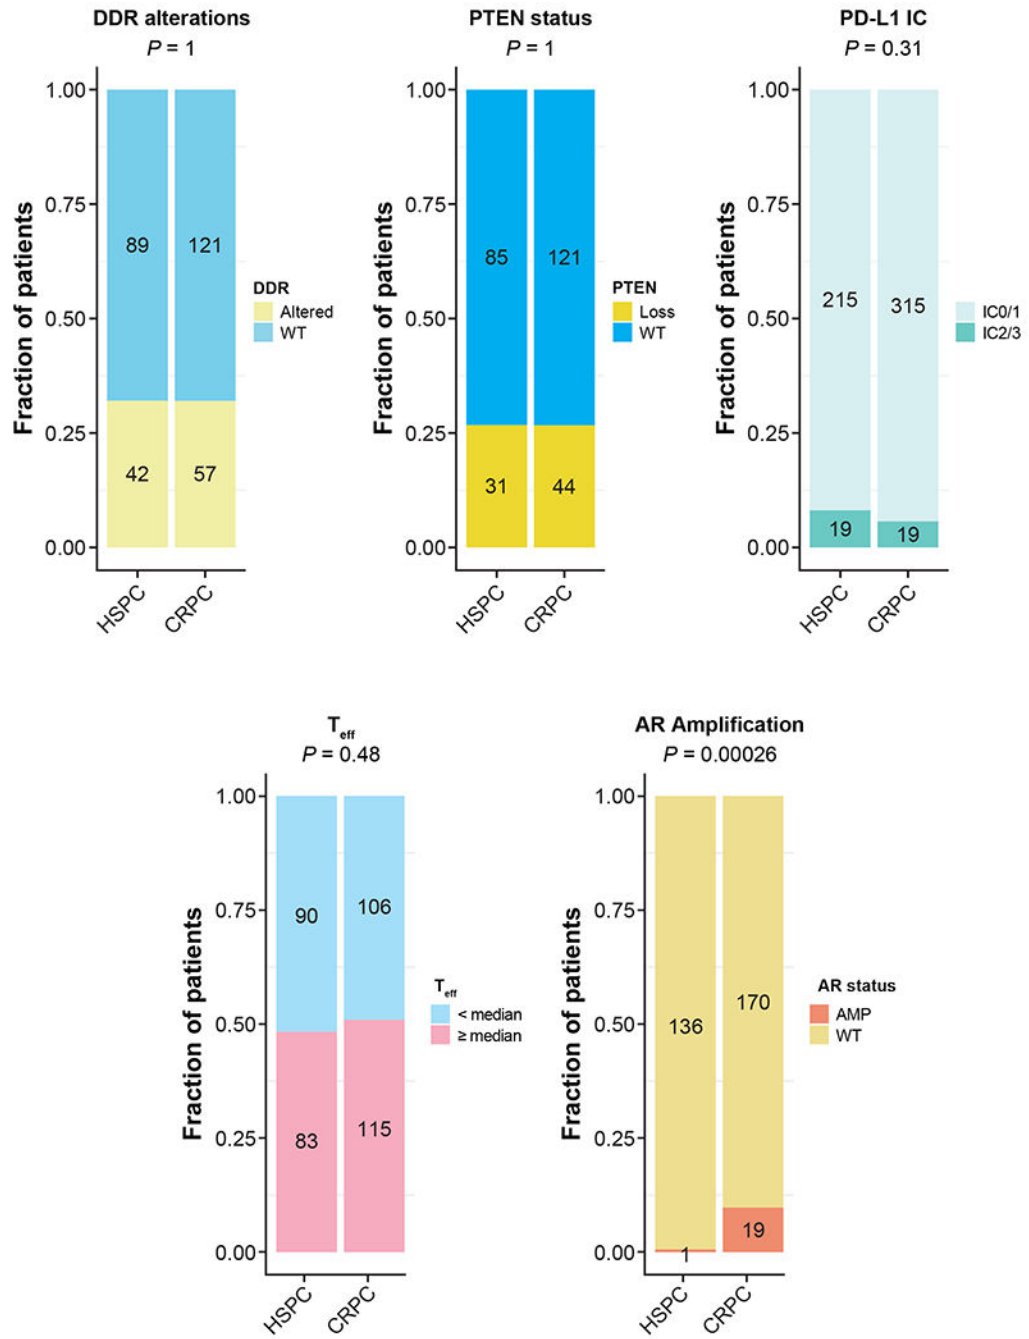 DDR alterations
P = 1
1.00
0.75
0.50
0.25
0.00
Fraction of patients
89
121
42
57
HSPC
CRPC
DDR
Altered
WT
PTEN status
P = 1
1.00
0.75
0.50
0.25
0.00
Fraction of patients
85
121
31
44
HSPC
CRPC
PTEN
Loss
WT
PD-L1 IC
P = 0.31
1.00
0.75
0.50
0.25
0.00
Fraction of patients
215
315
19
19
HSPC
CRPC
IC0/1
IC2/3
Teff
P = 0.48
1.00
0.75
0.50
0.25
0.00
Fraction of patients
90
106
83
115
HSPC
CRPC
Teff
< median
≥ median
AR Amplification
P = 0.00026
1.00
0.75
0.50
0.25
0.00
Fraction of patients
136
170
1
19
HSPC
CRPC
AR status
AMP
WT